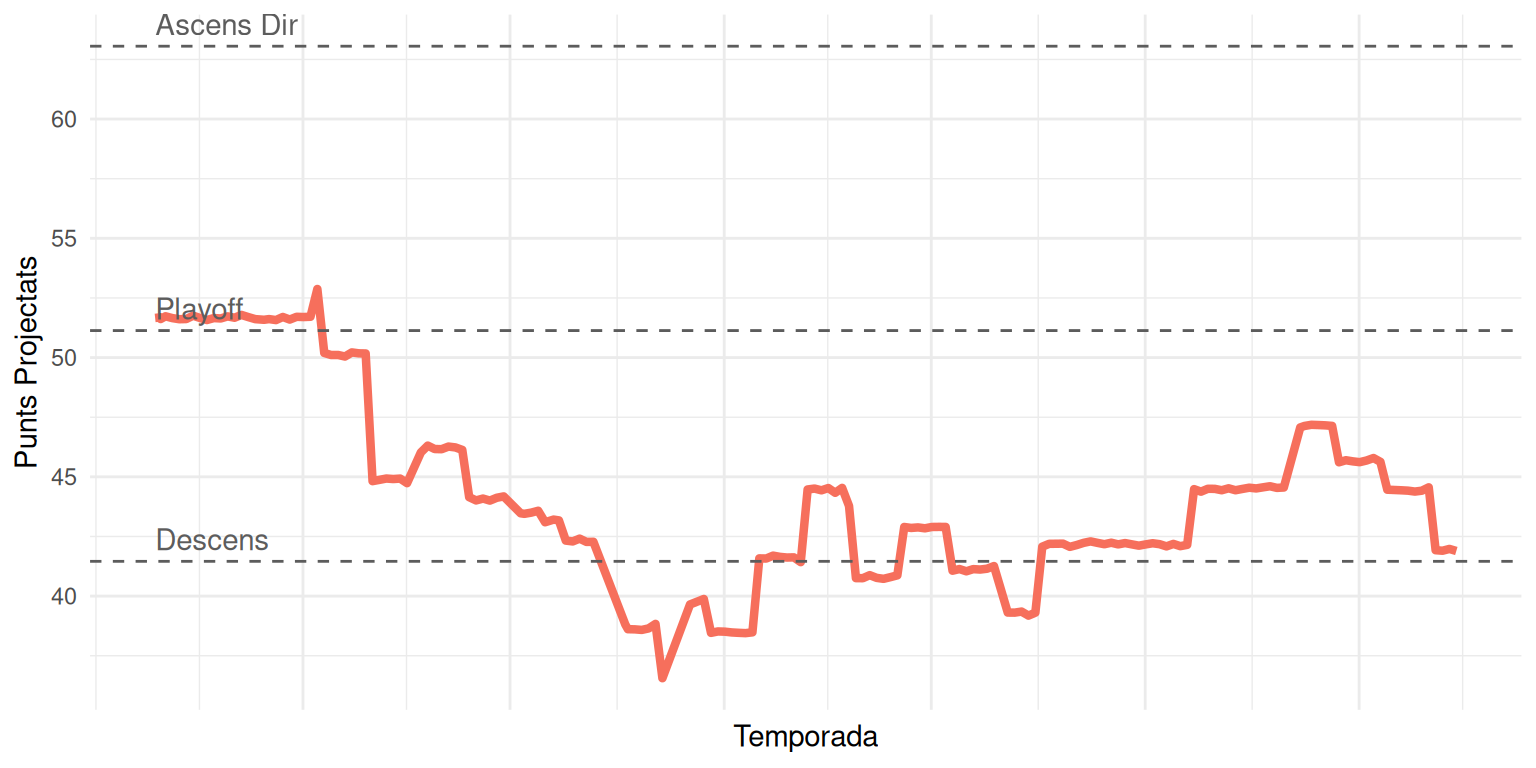 Ascens Dir
60
55
Playoff
50
45
Descens
40
Punts Projectats
Temporada